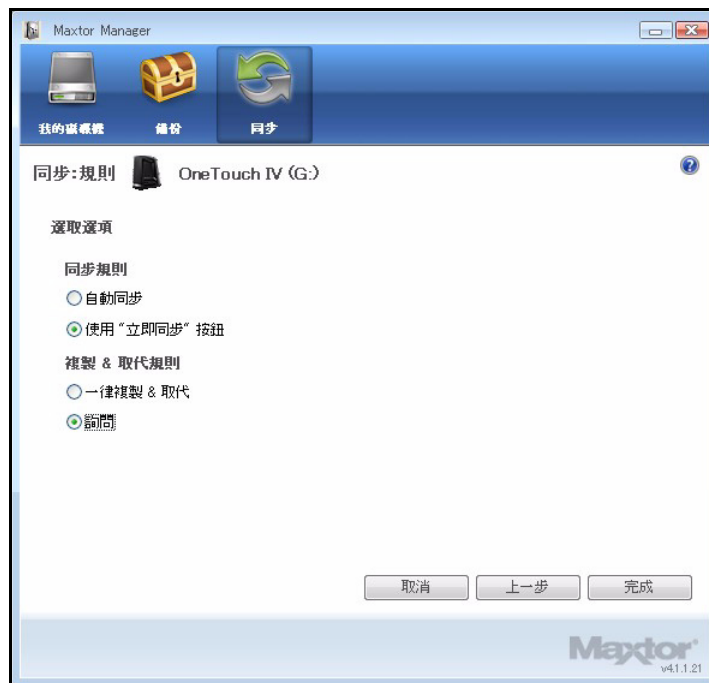 Maxtor Manager
我的磁碟機
備份
同步
同步:規則 OneTouch IV (G:)
選取選項
同步規則
自動同步
使用 "立即同步" 按鈕
複製 & 取代規則
一律複製 & 取代
詢問
取消
上一步
完成
Maxtor
v4.1.1.21